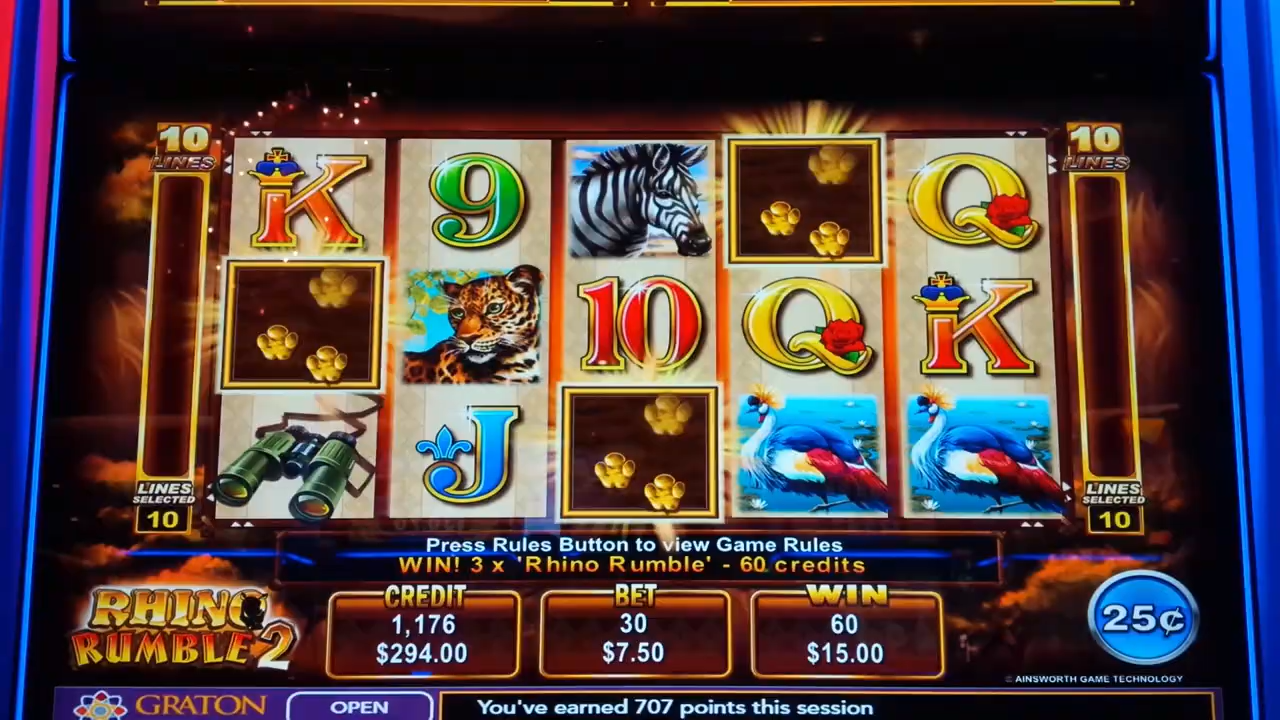 10
LINES
10
LINES
K
9
Q
10
Q
K
J
LINES
SELECTED
10
LINES
SELECTED
10
Press Rules Button to view Game Rules
WIN! 3 x 'Rhino Rumble' - 60 credits
RHINO
RUMBLE 2
CREDIT
1,176
$294.00
BET
30
$7.50
WIN
60
$15.00
25¢
© AINSWORTH GAME TECHNOLOGY
GRATON
OPEN
You've earned 707 points this session